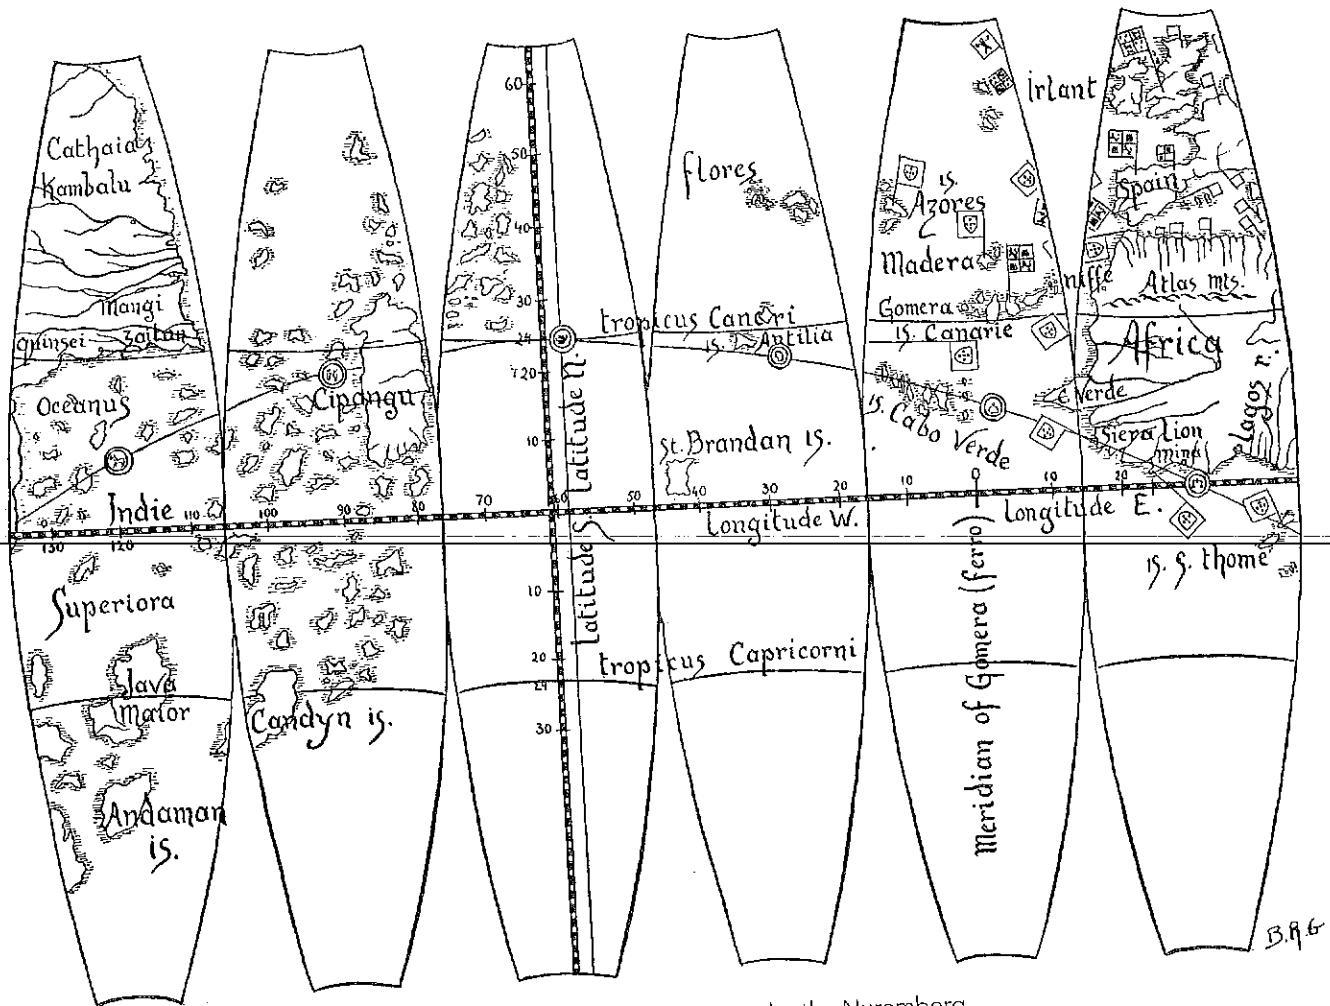 Cathaia
Kambalu
Mangi
quinsei zaitun
Oceanus
Indie
130 120 110
Superiora
Java
Maior
Andaman
is.
Cipangu
100 90 80
Candyn is.
60
50
40
30
24
20
10
70 60 50
Latitude N.
Latitude S.
10
20
24
30
flores
tropicus Cancri
is. Antilia
St. Brandan is.
40 30 20
Longitude W.
tropicus Capricorni
is.
Azores
Madera
Gomera
is. Canarie
is. Cabo Verde
10 0 10
Longitude E.
Meridian of Gomera (ferro)
irlant
Spain
Atlas mts.
Africa
C. Verde
Sierra Lion
mina
Lagoz R.
20
is. S. thome
B.R.G
Nuremberg